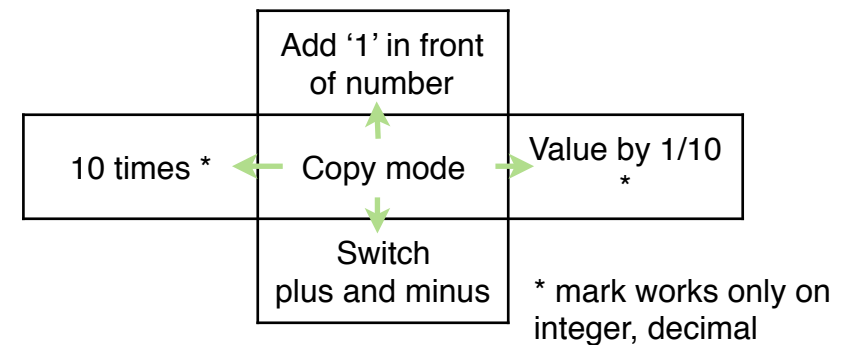 Add ‘1’ in front
of number
10 times *
Copy mode
Value by 1/10
*
Switch
plus and minus
* mark works only on
integer, decimal